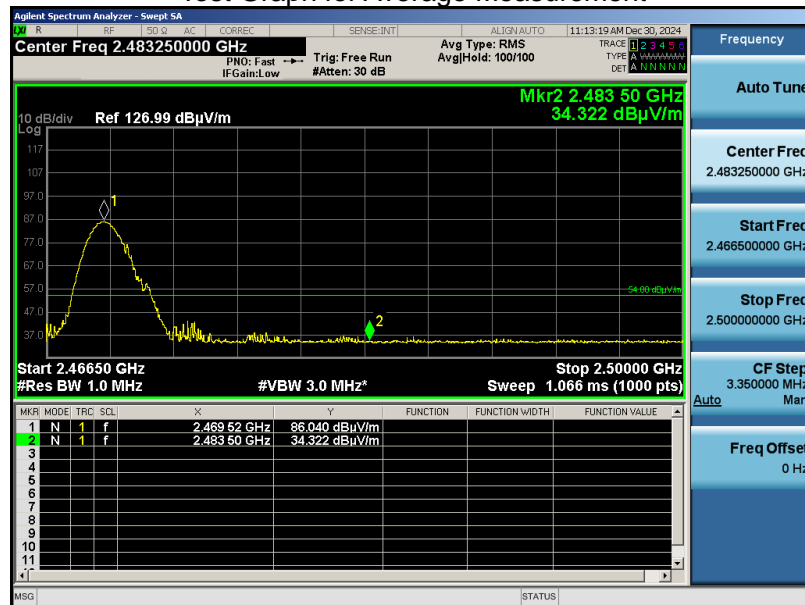 Test Graph for Average Measurement
Agilent Spectrum Analyzer - Swept SA
LXI R RF 50 Ω AC CORREC SENSE:INT ALIGN AUTO 11:13:19 AM Dec 30, 2024
Center Freq 2.483250000 GHz
PNO: Fast
IFGain:Low
Trig: Free Run
#Atten: 30 dB
Avg Type: RMS
Avg|Hold: 100/100
TRACE 1 2 3 4 5 6
TYPE A WWWWW
DET A N N N N N
Mkr2 2.483 50 GHz
34.322 dBµV/m
10 dB/div Ref 126.99 dBµV/m
Log
117
107
97.0
87.0
77.0
67.0
57.0
47.0
37.0
1
2
54.00 dBµV/m
Start 2.46650 GHz Stop 2.50000 GHz
#Res BW 1.0 MHz #VBW 3.0 MHz* Sweep 1.066 ms (1000 pts)
MKR MODE TRC SCL X Y FUNCTION FUNCTION WIDTH FUNCTION VALUE
1 N 1 f 2.469 52 GHz 86.040 dBµV/m
2 N 1 f 2.483 50 GHz 34.322 dBµV/m
3
4
5
6
7
8
9
10
11
MSG STATUS
Frequency
Auto Tune
Center Freq
2.483250000 GHz
Start Freq
2.466500000 GHz
Stop Freq
2.500000000 GHz
CF Step
3.350000 MHz
Auto Man
Freq Offset
0 Hz